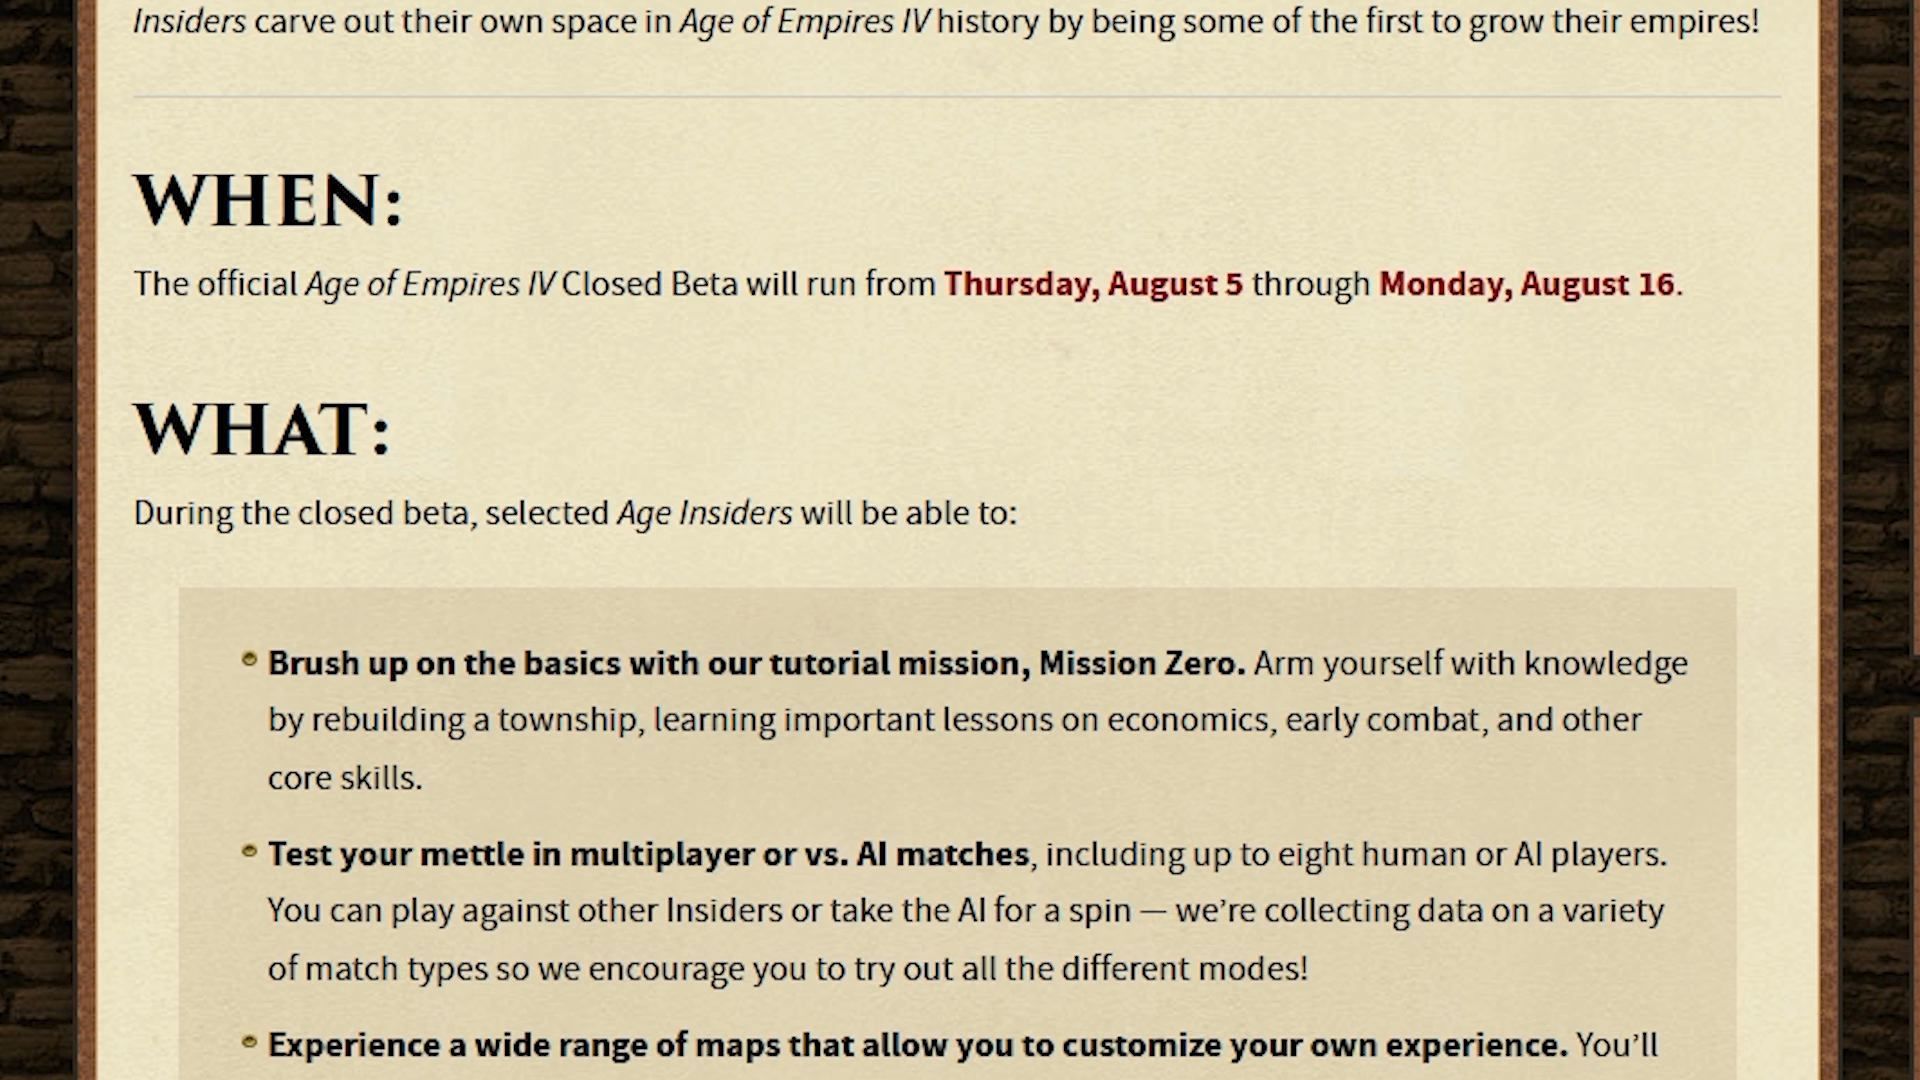 Insiders carve out their own space in Age of Empires IV history by being some of the first to grow their empires!
WHEN:
The official Age of Empires IV Closed Beta will run from Thursday, August 5 through Monday, August 16.
WHAT:
During the closed beta, selected Age Insiders will be able to:
Brush up on the basics with our tutorial mission, Mission Zero. Arm yourself with knowledge
by rebuilding a township, learning important lessons on economics, early combat, and other
core skills.
Test your mettle in multiplayer or vs. AI matches, including up to eight human or AI players.
You can play against other Insiders or take the AI for a spin — we’re collecting data on a variety
of match types so we encourage you to try out all the different modes!
Experience a wide range of maps that allow you to customize your own experience. You’ll